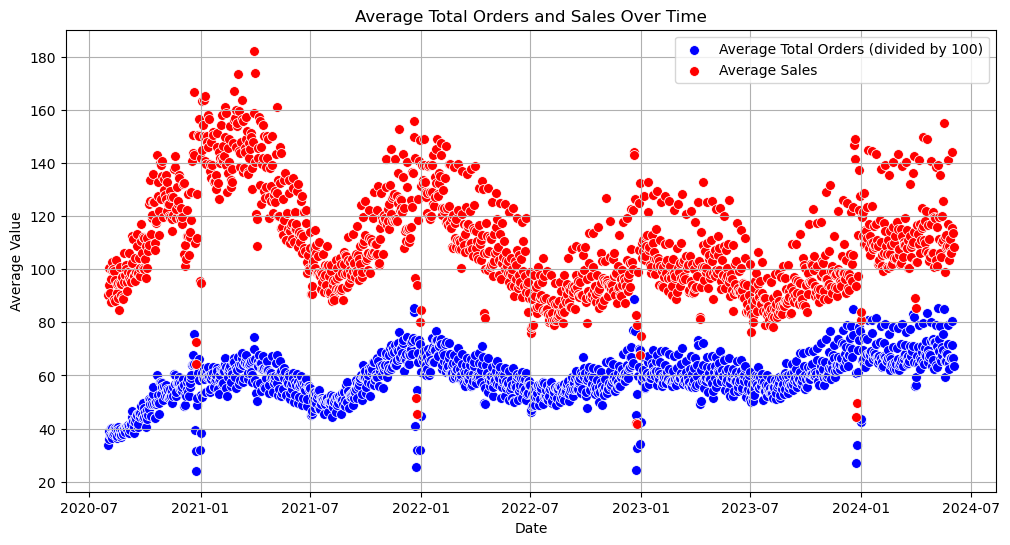 Average Total Orders and Sales Over Time
Average Total Orders (divided by 100)
Average Sales
180
160
140
120
100
80
60
40
20
Average Value
2020-07 2021-01 2021-07 2022-01 2022-07 2023-01 2023-07 2024-01 2024-07
Date